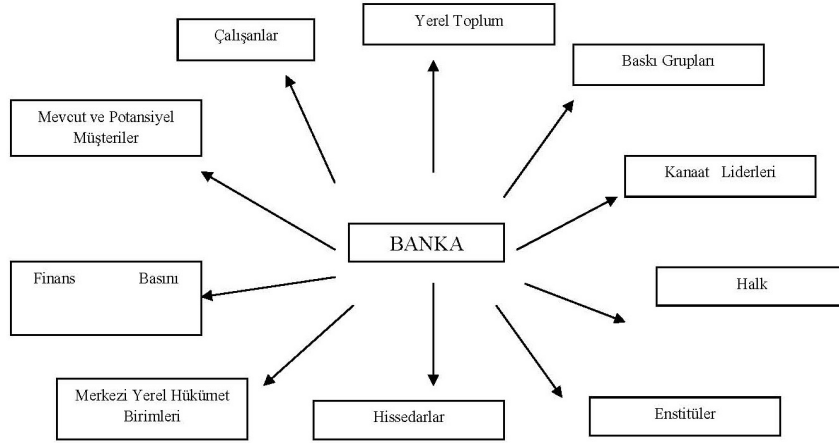 Yerel Toplum
Çalışanlar
Baskı Grupları
Mevcut ve Potansiyel
Müşteriler
Kanaat Liderleri
BANKA
Finans Basını
Halk
Merkezi Yerel Hükümet
Birimleri
Hissedarlar
Enstitüler